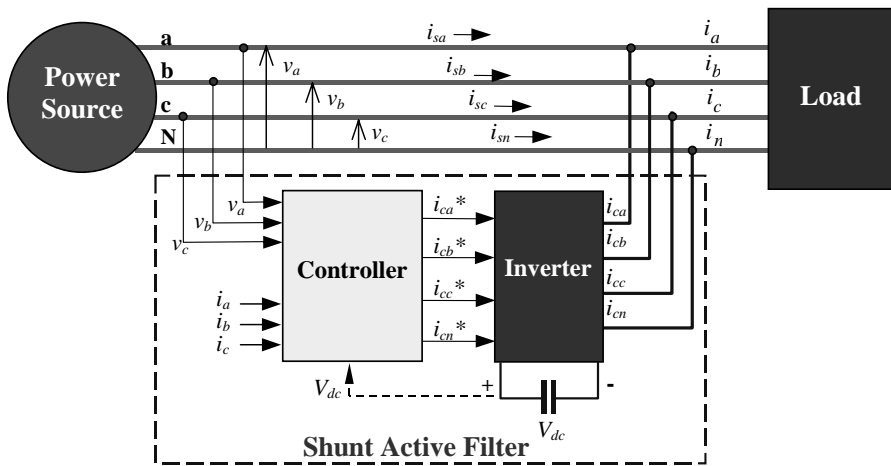 a
i_sa
i_a
b
v_a
i_sb
i_b
Power
Source
v_b
Load
c
i_sc
i_c
v_c
N
i_sn
i_n
v_a
v_b
v_c
i_ca*
i_ca
i_cb*
i_cb
Controller
Inverter
i_cc*
i_cc
i_a
i_b
i_c
i_cn*
i_cn
V_dc
+
-
V_dc
Shunt Active Filter